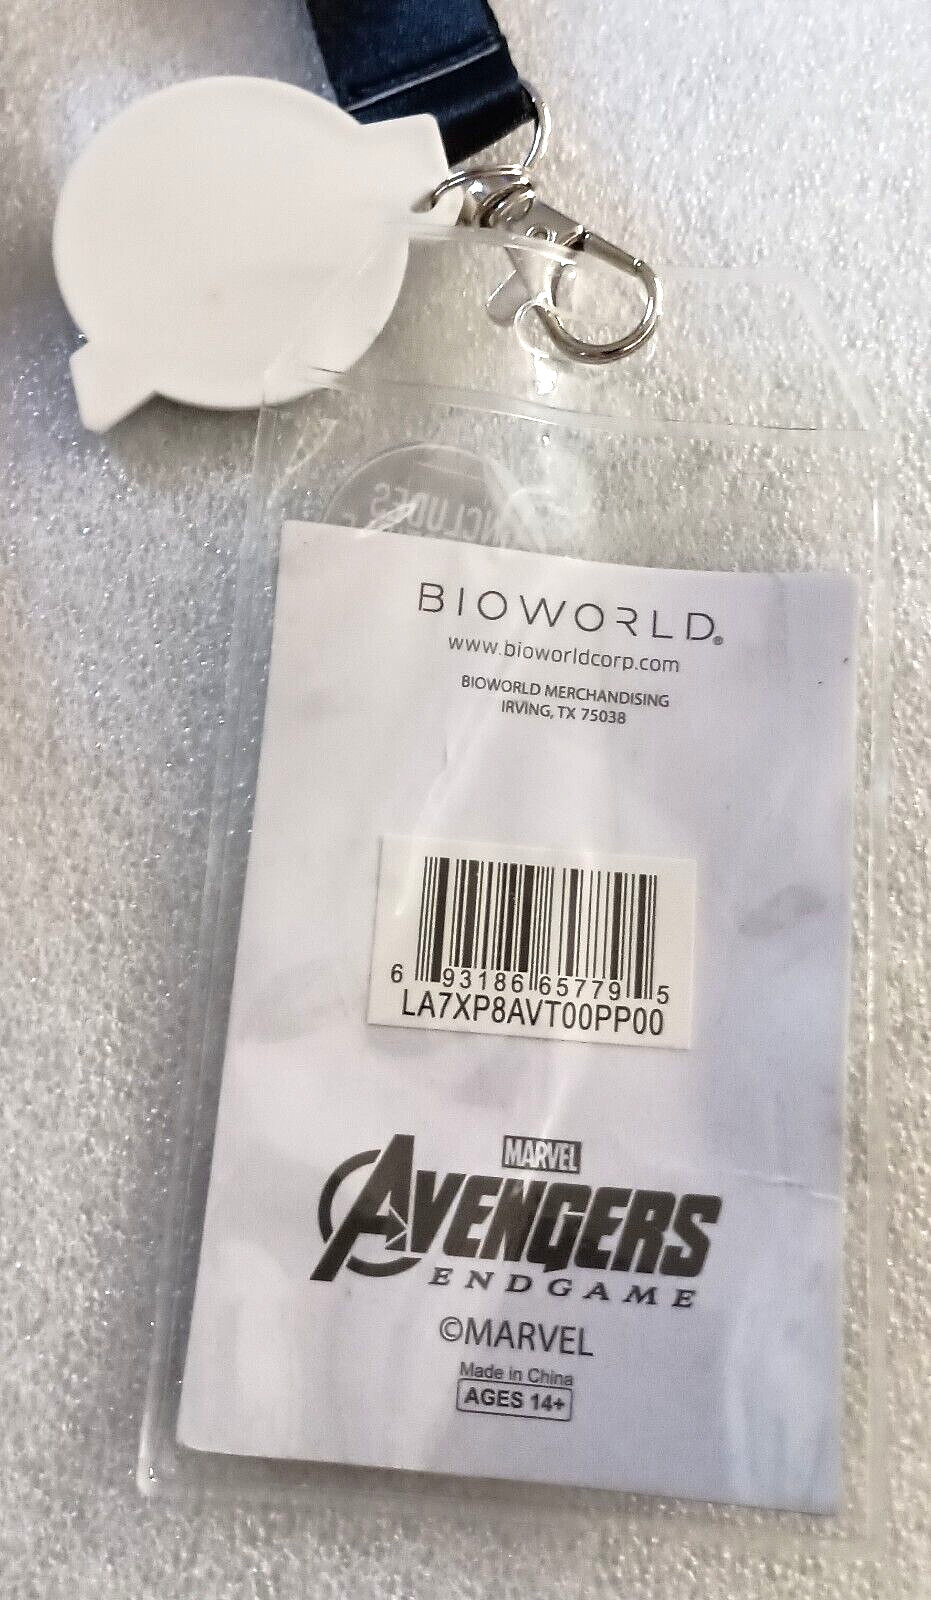 INCLUDES
BIOWORLD®
www.bioworldcorp.com
BIOWORLD MERCHANDISING
IRVING, TX 75038
6 93186 65779 5
LA7XP8AVT00PP00
MARVEL
AVENGERS
ENDGAME
©MARVEL
Made in China
AGES 14+